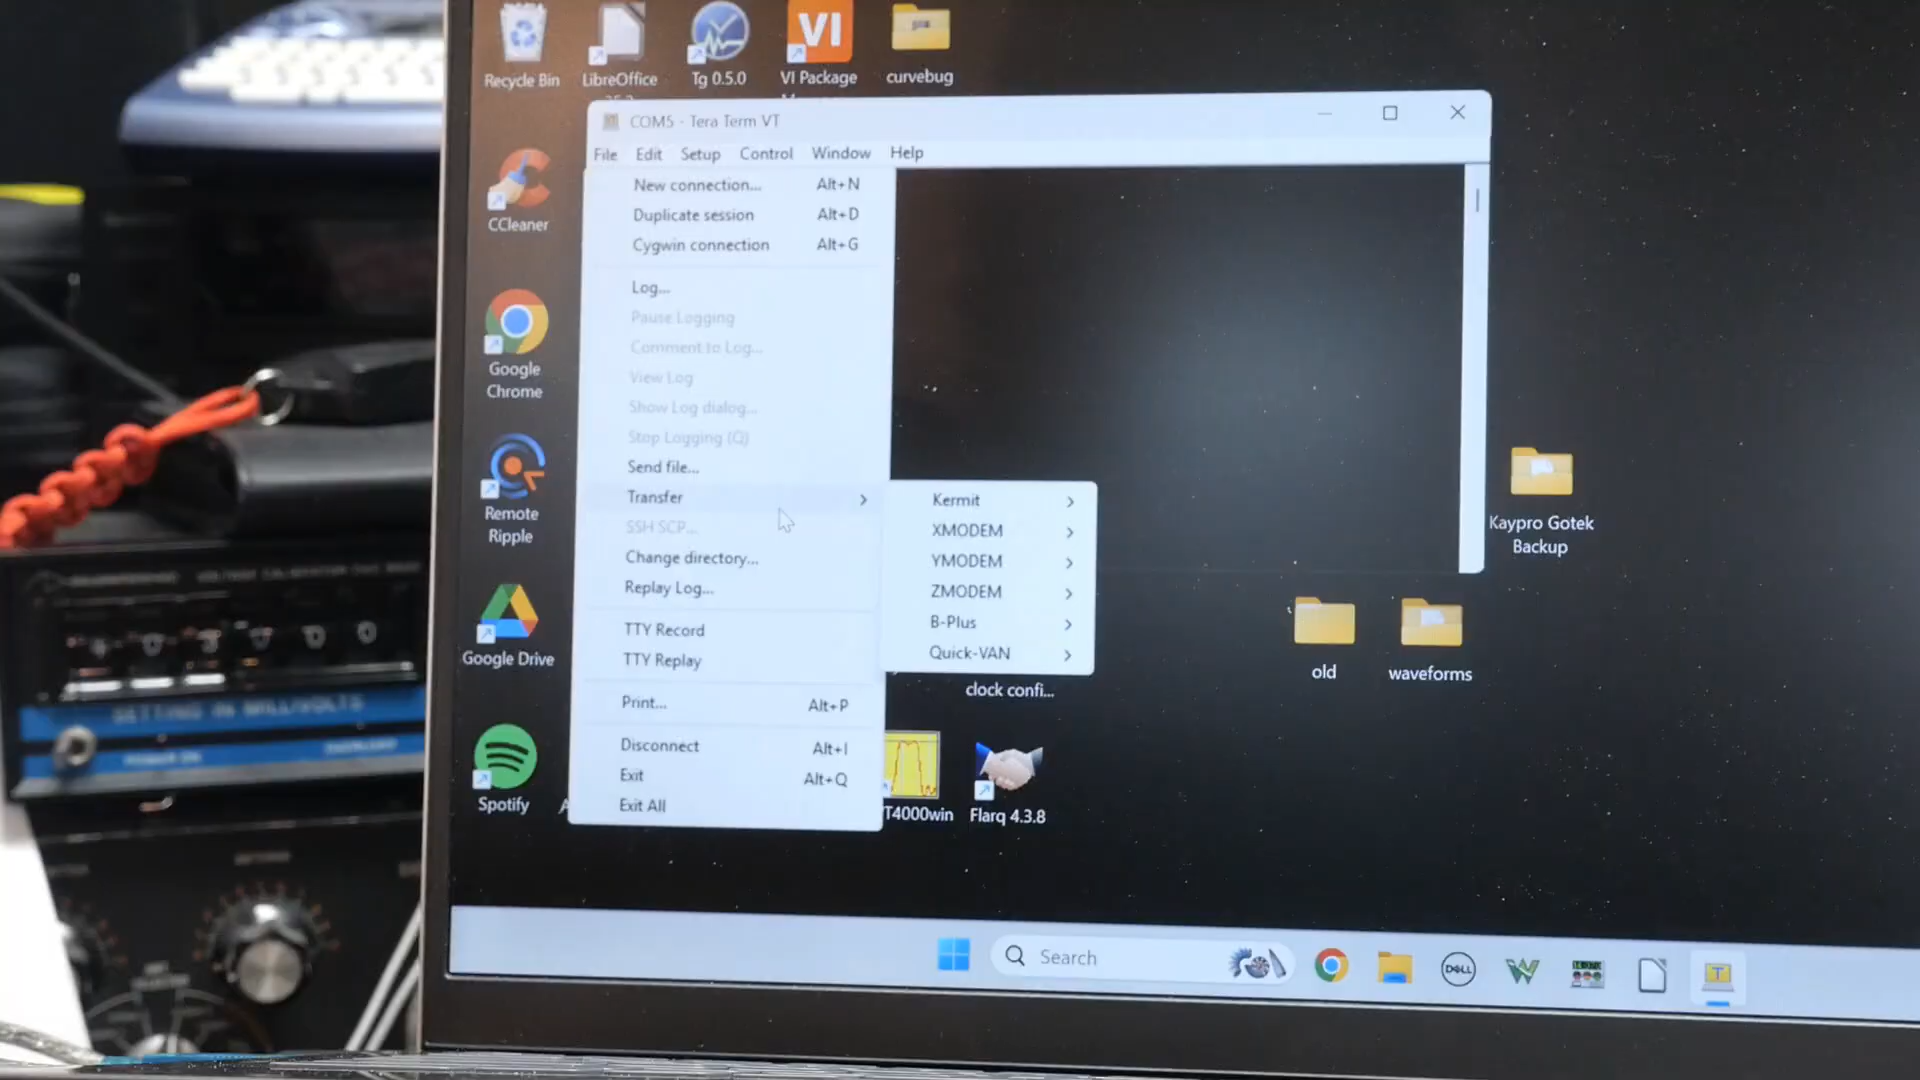 Recycle Bin
LibreOffice
Tg 0.5.0
VI
VI Package
curvebug
COM5 - Tera Term VT
File Edit Setup Control Window Help
New connection... Alt+N
Duplicate session Alt+D
Cygwin connection Alt+G
Log...
Pause Logging
Comment to Log...
View Log
Show Log dialog...
Stop Logging (Q)
Send file...
Transfer
SSH SCP...
Change directory...
Replay Log...
TTY Record
TTY Replay
Print... Alt+P
Disconnect Alt+I
Exit Alt+Q
Exit All
Kermit
XMODEM
YMODEM
ZMODEM
B-Plus
Quick-VAN
CCleaner
Google
Chrome
Remote
Ripple
Google Drive
Spotify
clock confi...
T4000win
Flarq 4.3.8
Kaypro Gotek
Backup
old
waveforms
Search
DELL
SETTING IN MILLIVOLTS